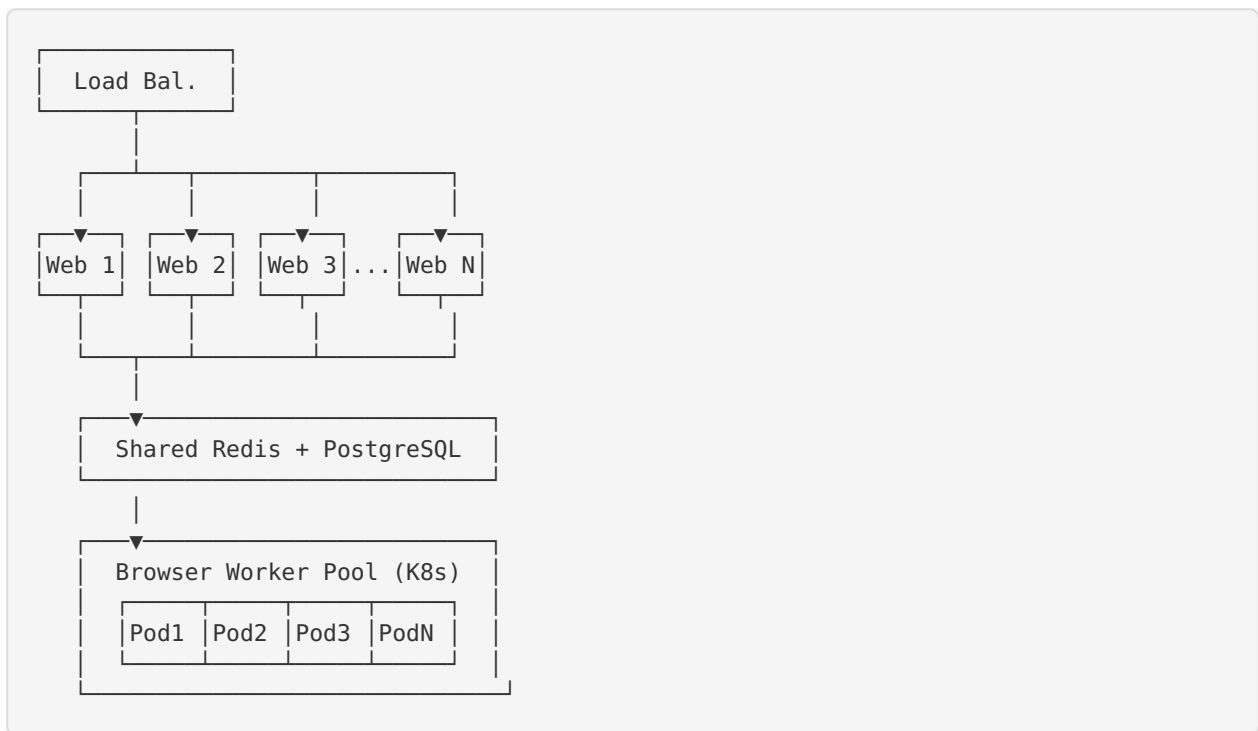 Load Bal.
Web 1 Web 2 Web 3 ... Web N
Shared Redis + PostgreSQL
Browser Worker Pool (K8s)
Pod1 Pod2 Pod3 PodN